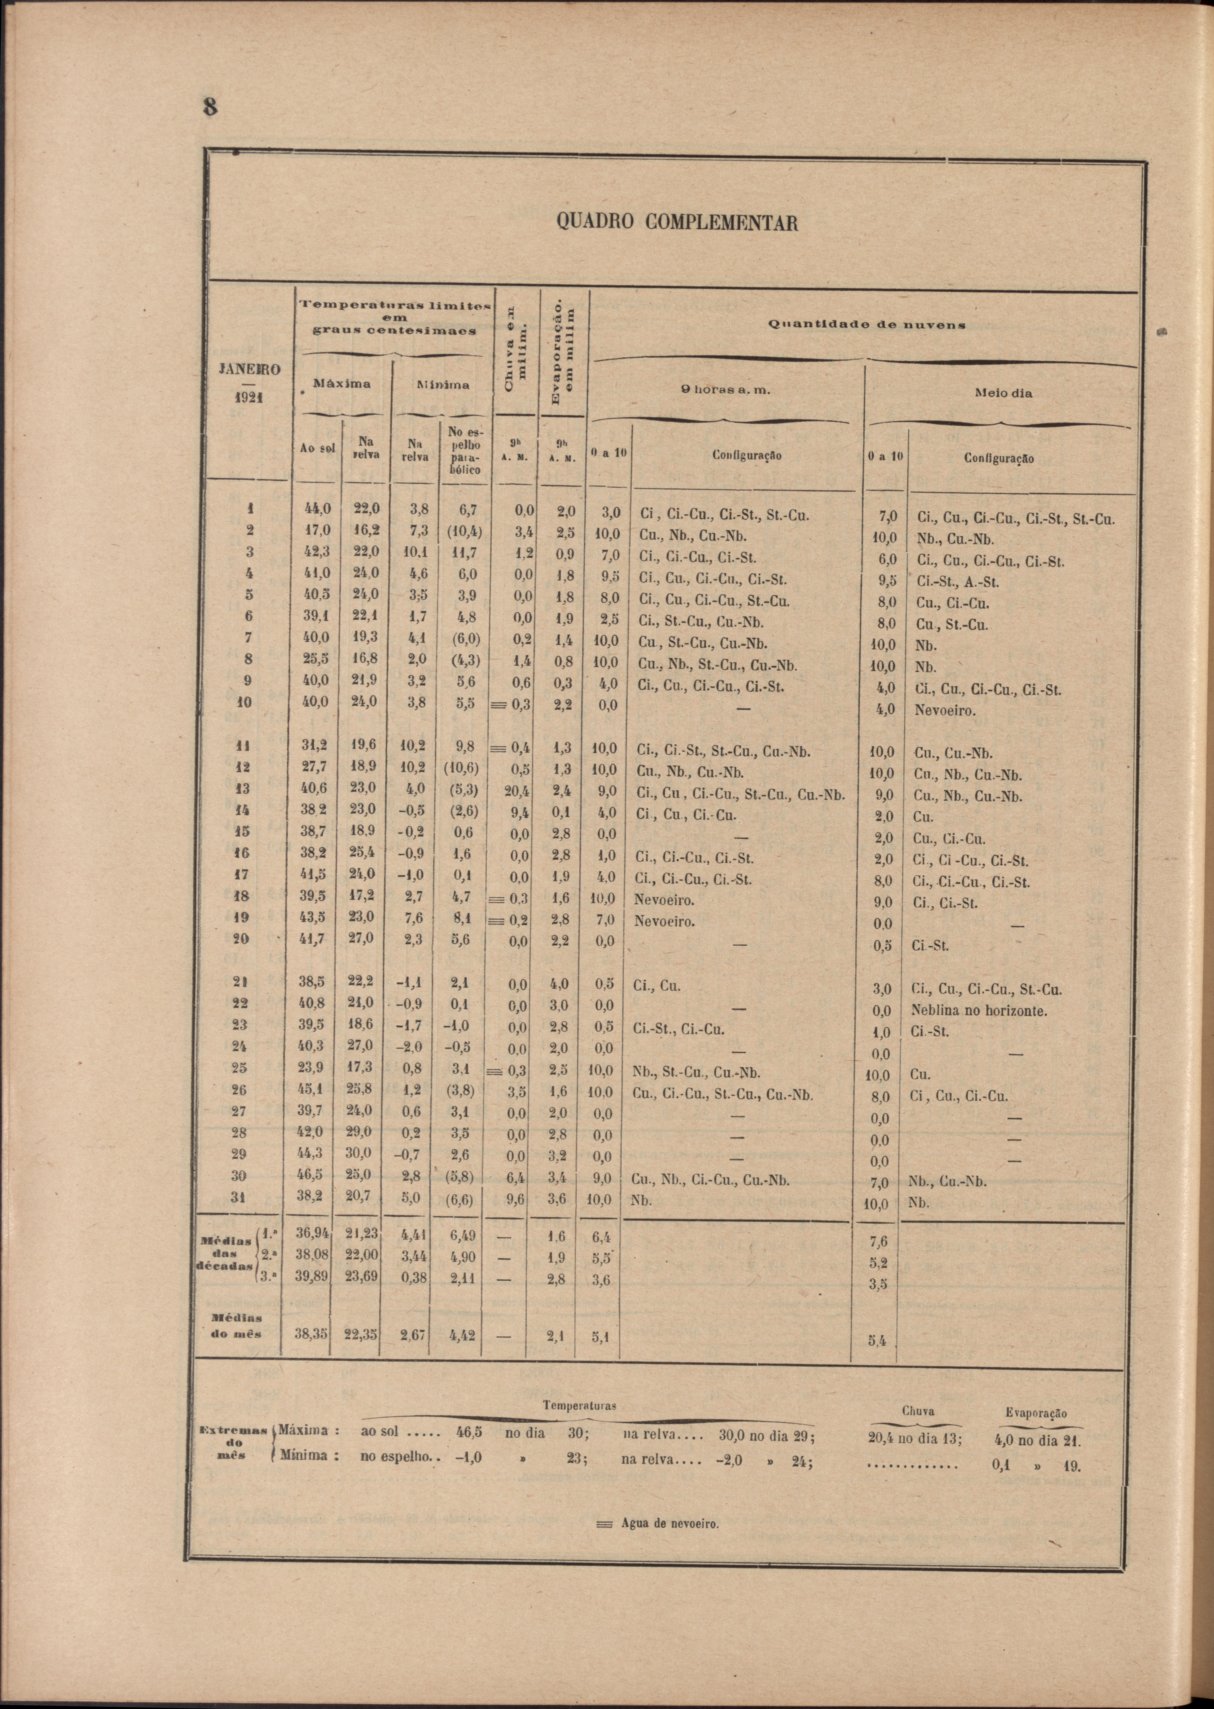 8
QUADRO COMPLEMENTAR
JANEIRO
—
1921
Temperaturas limites
em
graus centesimaes
Chuva em
milim.
Evaporação.
em milim
Quantidade de nuvens
Máxima
Mínima
9 horas a. m.
Meio dia
Ao sol
Na
relva
Na
relva
No es-
pelho
para-
bólico
9h
A. M.
9h
A. M.
0 a 10
Configuração
0 a 10
Configuração
1 44,0 22,0 3,8 6,7 0,0 2,0 3,0 Ci , Ci.-Cu., Ci.-St., St.-Cu. 7,0 Ci., Cu., Ci.-Cu., Ci.-St., St.-Cu.
2 17,0 16,2 7,3 (10,4) 3,4 2,5 10,0 Cu., Nb., Cu.-Nb. 10,0 Nb., Cu.-Nb.
3 42,3 22,0 10,1 11,7 1,2 0,9 7,0 Ci., Ci.-Cu., Ci.-St. 6,0 Ci., Cu., Ci.-Cu., Ci.-St.
4 41,0 24,0 4,6 6,0 0,0 1,8 9,5 Ci., Cu., Ci.-Cu., Ci.-St. 9,5 Ci.-St., A.-St.
5 40,5 24,0 3,5 3,9 0,0 1,8 8,0 Ci., Cu., Ci.-Cu., St.-Cu. 8,0 Cu., Ci.-Cu.
6 39,1 22,1 1,7 4,8 0,0 1,9 2,5 Ci., St.-Cu., Cu.-Nb. 8,0 Cu., St.-Cu.
7 40,0 19,3 4,1 (6,0) 0,2 1,4 10,0 Cu , St.-Cu., Cu.-Nb. 10,0 Nb.
8 25,5 16,8 2,0 (4,3) 1,4 0,8 10,0 Cu., Nb., St.-Cu., Cu.-Nb. 10,0 Nb.
9 40,0 21,9 3,2 5,6 0,6 0,3 4,0 Ci., Cu., Ci.-Cu., Ci.-St. 4,0 Ci., Cu., Ci.-Cu., Ci.-St.
10 40,0 24,0 3,8 5,5 ≡ 0,3 2,2 0,0 — 4,0 Nevoeiro.
11 31,2 19,6 10,2 9,8 ≡ 0,4 1,3 10,0 Ci., Ci.-St., St.-Cu., Cu.-Nb. 10,0 Cu., Cu.-Nb.
12 27,7 18,9 10,2 (10,6) 0,5 1,3 10,0 Cu., Nb., Cu.-Nb. 10,0 Cu., Nb., Cu.-Nb.
13 40,6 23,0 4,0 (5,3) 20,4 2,4 9,0 Ci., Cu , Ci.-Cu., St.-Cu., Cu.-Nb. 9,0 Cu., Nb., Cu.-Nb.
14 38 2 23,0 -0,5 (2,6) 9,4 0,1 4,0 Ci , Cu , Ci.-Cu. 2,0 Cu.
15 38,7 18,9 -0,2 0,6 0,0 2,8 0,0 — 2,0 Cu., Ci.-Cu.
16 38,2 25,4 -0,9 1,6 0,0 2,8 1,0 Ci., Ci.-Cu., Ci.-St. 2,0 Ci., Ci -Cu., Ci.-St.
17 41,5 24,0 -1,0 0,1 0,0 1,9 4,0 Ci., Ci.-Cu., Ci.-St. 8,0 Ci., Ci.-Cu., Ci.-St.
18 39,5 17,2 2,7 4,7 ≡ 0,3 1,6 10,0 Nevoeiro. 9,0 Ci., Ci.-St.
19 43,5 23,0 7,6 8,1 ≡ 0,2 2,8 7,0 Nevoeiro. 0,0 —
20 41,7 27,0 2,3 5,6 0,0 2,2 0,0 — 0,5 Ci.-St.
21 38,5 22,2 -1,1 2,1 0,0 4,0 0,5 Ci., Cu. 3,0 Ci., Cu., Ci.-Cu., St.-Cu.
22 40,8 21,0 -0,9 0,1 0,0 3,0 0,0 — 0,0 Neblina no horizonte.
23 39,5 18,6 -1,7 -1,0 0,0 2,8 0,5 Ci.-St., Ci.-Cu. 1,0 Ci.-St.
24 40,3 27,0 -2,0 -0,5 0,0 2,0 0,0 — 0,0 —
25 23,9 17,3 0,8 3,1 ≡ 0,3 2,5 10,0 Nb., St.-Cu., Cu.-Nb. 10,0 Cu.
26 45,1 25,8 1,2 (3,8) 3,5 1,6 10,0 Cu., Ci.-Cu., St.-Cu., Cu.-Nb. 8,0 Ci , Cu., Ci.-Cu.
27 39,7 24,0 0,6 3,1 0,0 2,0 0,0 — 0,0 —
28 42,0 29,0 0,2 3,5 0,0 2,8 0,0 — 0,0 —
29 44,3 30,0 -0,7 2,6 0,0 3,2 0,0 — 0,0 —
30 46,5 25,0 2,8 (5,8) 6,4 3,4 9,0 Cu., Nb., Ci.-Cu., Cu.-Nb. 7,0 Nb., Cu.-Nb.
31 38,2 20,7 5,0 (6,6) 9,6 3,6 10,0 Nb. 10,0 Nb.
Médias
das
décadas
1.ª 36,94 21,23 4,41 6,49 — 1,6 6,4 7,6
2.ª 38,08 22,00 3,44 4,90 — 1,9 5,5 5,2
3.ª 39,89 23,69 0,38 2,11 — 2,8 3,6 3,5
Médias
do mês 38,35 22,35 2,67 4,42 — 2,1 5,1 5,4
Temperaturas
Chuva
Evaporação
Extremas
do
mês
Máxima : ao sol ..... 46,5 no dia 30; na relva.... 30,0 no dia 29; 20,4 no dia 13; 4,0 no dia 21.
Mínima : no espelho.. -1,0 » 23; na relva.... -2,0 » 24; ............. 0,1 » 19.
≡ Agua de nevoeiro.